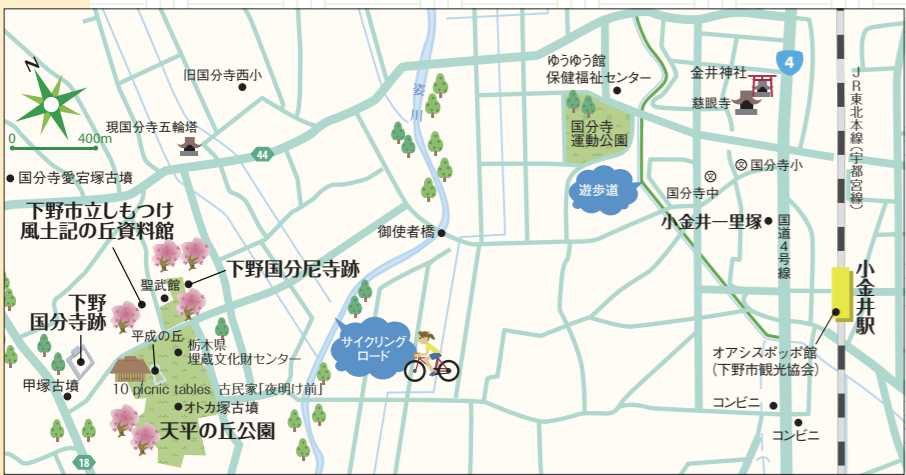 N
0 400m
旧国分寺西小
現国分寺五輪塔
44
国分寺愛宕塚古墳
下野市立しもつけ
風土記の丘資料館
下野国分尼寺跡
聖武館
下野
国分寺跡
平成の丘
栃木県
埋蔵文化財センター
甲塚古墳
10 picnic tables 古民家「夜明け前」
オトカ塚古墳
天平の丘公園
18
姿川
御使者橋
サイクリング
ロード
ゆうゆう館
保健福祉センター
国分寺
運動公園
遊歩道
金井神社
慈眼寺
4
JR東北本線(宇都宮線)
国分寺小
国分寺中
小金井一里塚
国道4号線
小金井駅
オアシスポッポ館
(下野市観光協会)
コンビニ
コンビニ